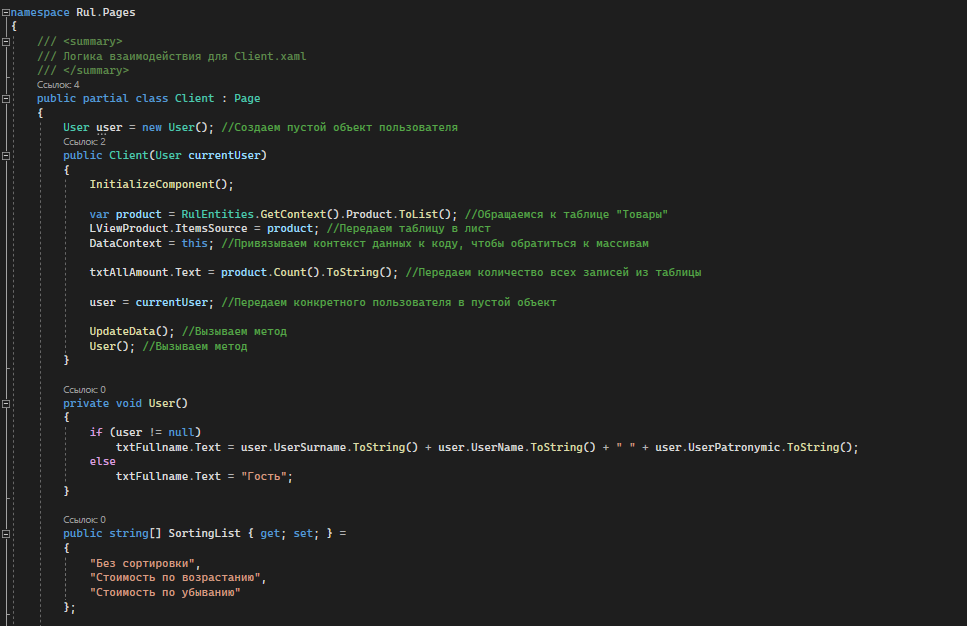 namespace Rul.Pages
{
/// <summary>
/// Логика взаимодействия для Client.xaml
/// </summary>
Ссылок: 4
public partial class Client : Page
{
User user = new User(); //Создаем пустой объект пользователя
Ссылок: 2
public Client(User currentUser)
{
InitializeComponent();
var product = RulEntities.GetContext().Product.ToList(); //Обращаемся к таблице "Товары"
LViewProduct.ItemsSource = product; //Передаем таблицу в лист
DataContext = this; //Привязываем контекст данных к коду, чтобы обратиться к массивам
txtAllAmount.Text = product.Count().ToString(); //Передаем количество всех записей из таблицы
user = currentUser; //Передаем конкретного пользователя в пустой объект
UpdateData(); //Вызываем метод
User(); //Вызываем метод
}
Ссылок: 0
private void User()
{
if (user != null)
txtFullname.Text = user.UserSurname.ToString() + user.UserName.ToString() + " " + user.UserPatronymic.ToString();
else
txtFullname.Text = "Гость";
}
Ссылок: 0
public string[] SortingList { get; set; } =
{
"Без сортировки",
"Стоимость по возрастанию",
"Стоимость по убыванию"
};